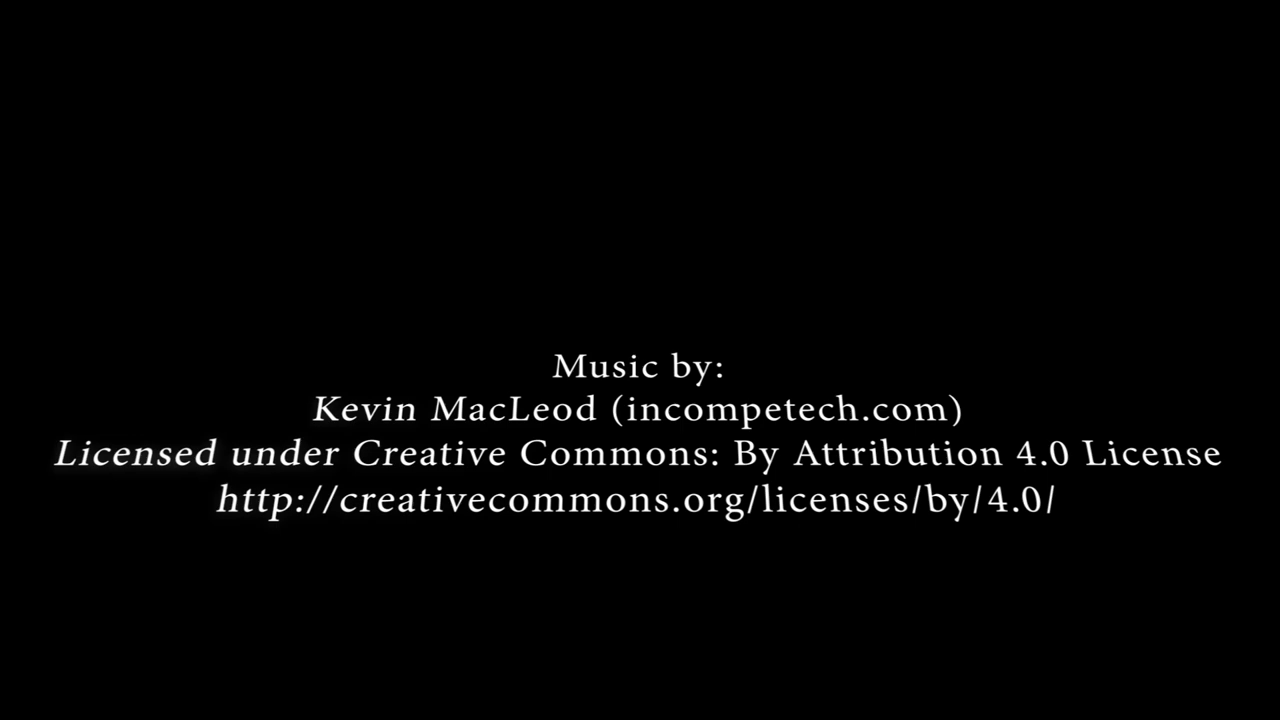 Music by:
Kevin MacLeod (incompetech.com)
Licensed under Creative Commons: By Attribution 4.0 License
http://creativecommons.org/licenses/by/4.0/